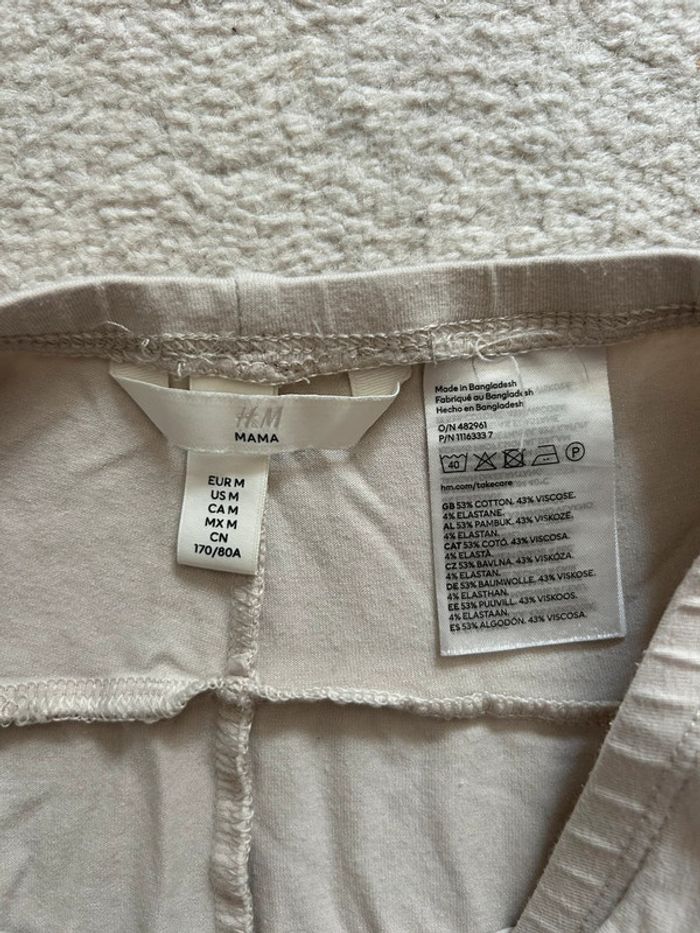 H&M
MAMA
EUR M
US M
CA M
MX M
CN
170/80A
Made in Bangladesh
Fabriqué au Bangladesh
Hecho en Bangladesh
O/N 482961
P/N 1116333 7
40
P
hm.com/takecare
GB 53% COTTON. 43% VISCOSE.
4% ELASTANE.
AL 53% PAMBUK. 43% VISKOZË.
4% ELASTAN.
CAT 53% COTÓ. 43% VISCOSA.
4% ELASTÀ.
CZ 53% BAVLNA. 43% VISKÓZA.
4% ELASTAN.
DE 53% BAUMWOLLE. 43% VISKOSE.
4% ELASTHAN.
EE 53% PUUVILL. 43% VISKOOS.
4% ELASTAAN.
ES 53% ALGODÓN. 43% VISCOSA.